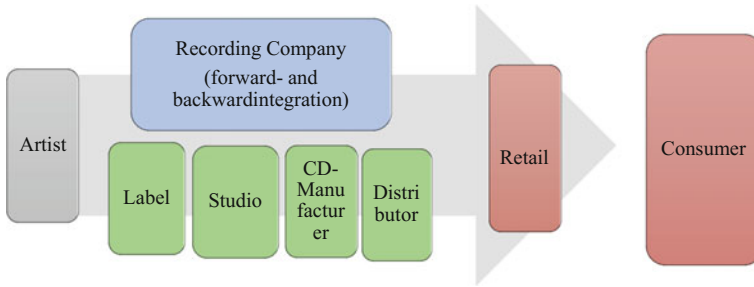 Recording Company
(forward- and
backwardintegration)
Artist
Label
Studio
CD-
Manu
factur
er
Distri
butor
Retail
Consumer